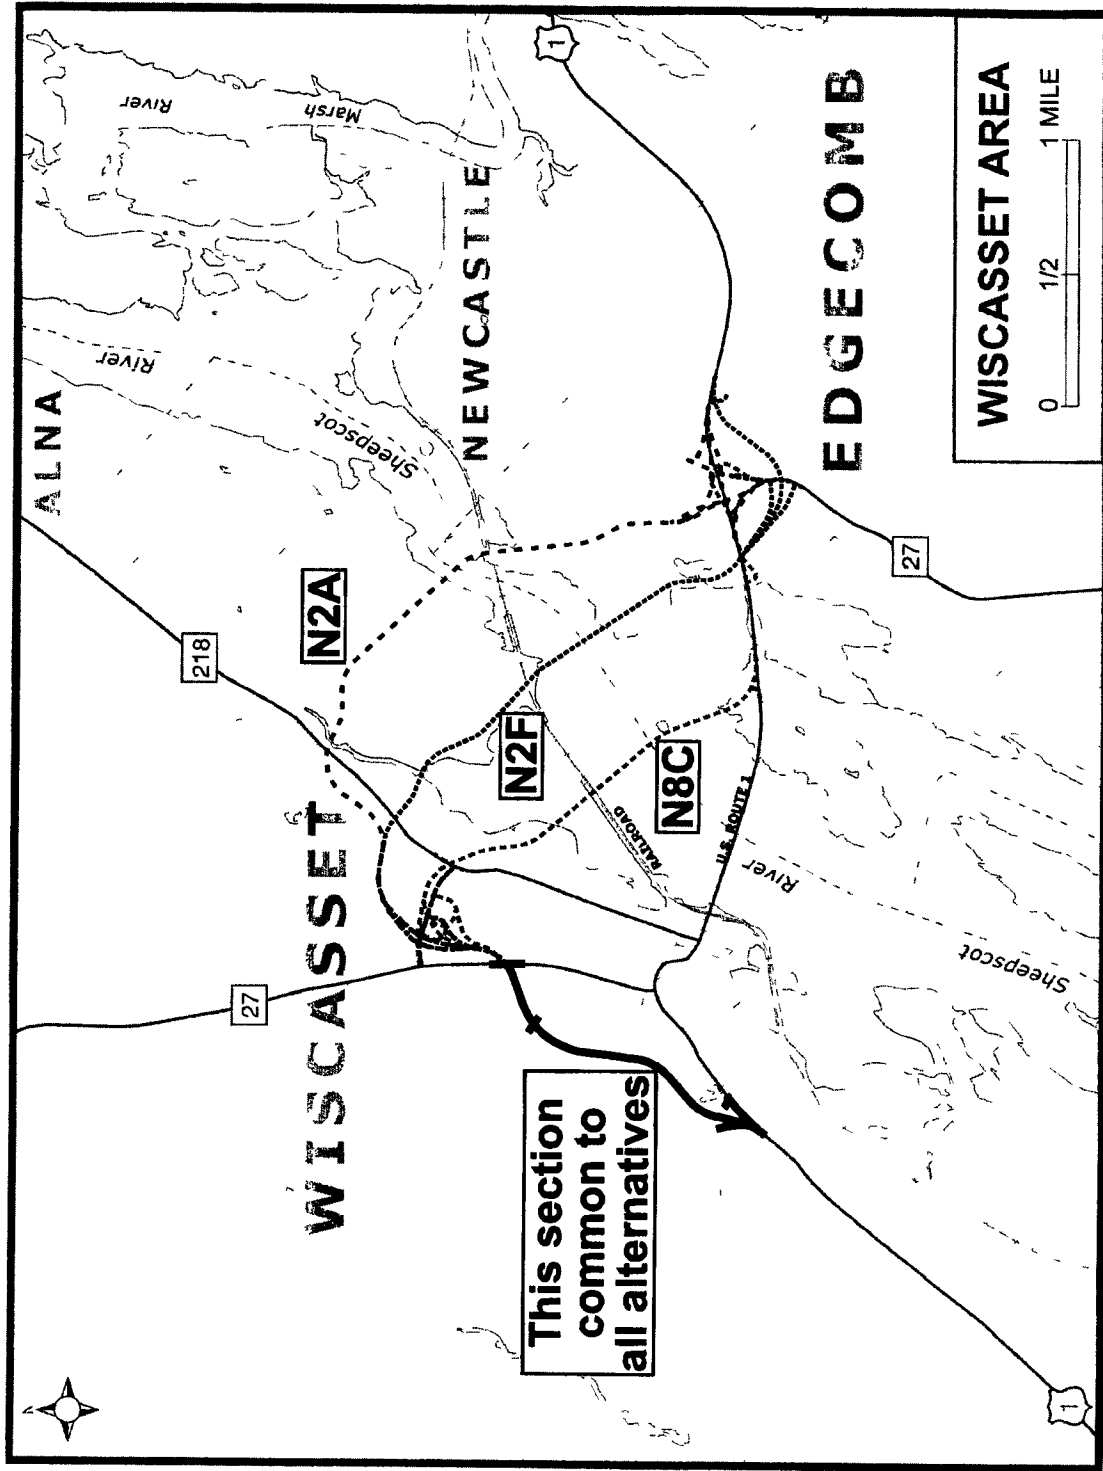 ALNA
River
Marsh
River
1
Sheepscot
NEWCASTLE
218
N2A
WISCASSET
27
N2F
N8C
RAILROAD
U.S. ROUTE 1
River
Sheepscot
27
EDGECOMB
This section
common to
all alternatives
1
WISCASSET AREA
0 1/2 1 MILE